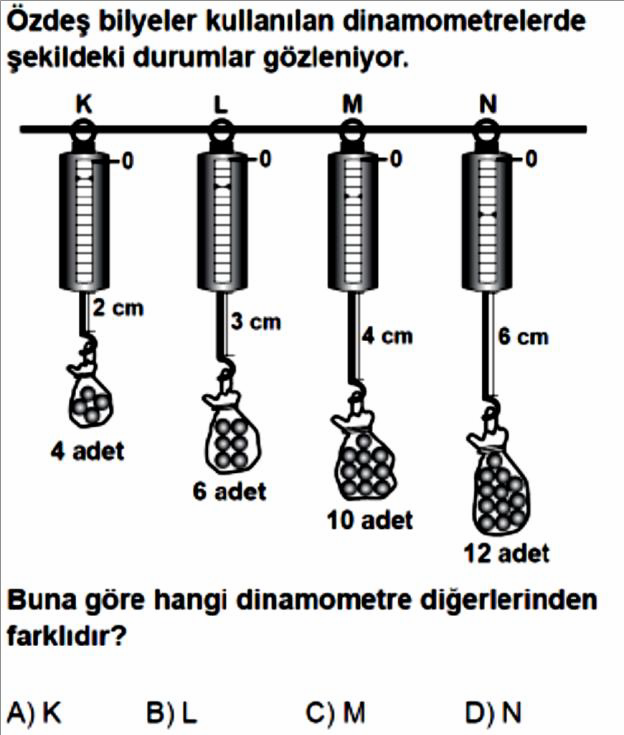 Özdeş bilyeler kullanılan dinamometrelerde
şekildeki durumlar gözleniyor.
K L M N
0 0 0 0
2 cm
3 cm
4 cm
6 cm
4 adet
6 adet
10 adet
12 adet
Buna göre hangi dinamometre diğerlerinden
farklıdır?
A) K B) L C) M D) N